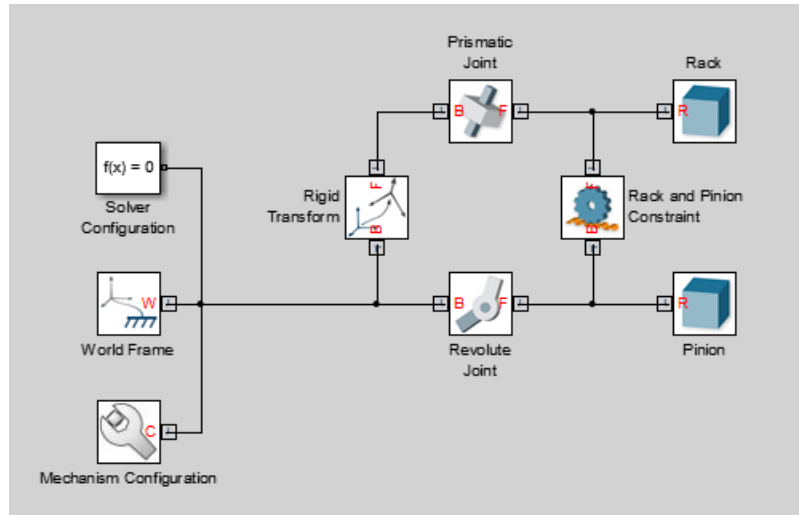 Prismatic
Joint
Rack
B
F
R
f(x) = 0
Solver
Configuration
Rigid
Transform
F
B
F
B
Rack and Pinion
Constraint
W
World Frame
B
F
Revolute
Joint
R
Pinion
C
Mechanism Configuration